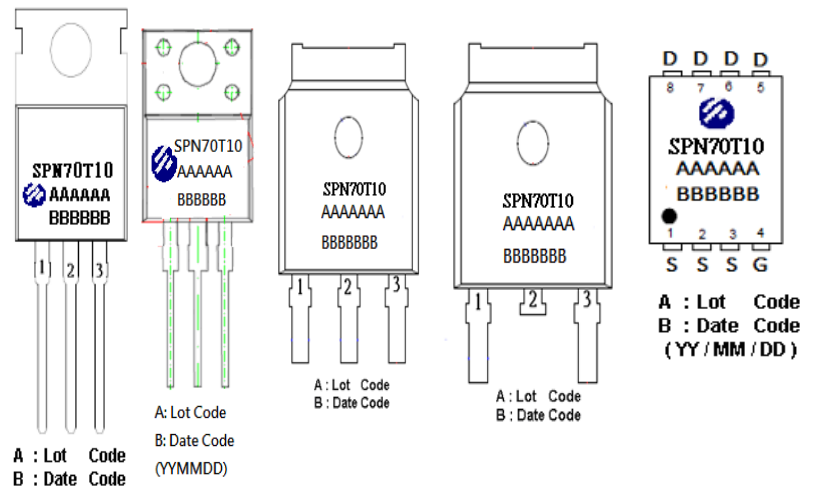 SPN70T10
AAAAAA
BBBBBB
1 2 3
A : Lot Code
B : Date Code
SPN70T10
AAAAAA
BBBBBB
A: Lot Code
B: Date Code
(YYMMDD)
SPN70T10
AAAAAAA
BBBBBBB
1 2 3
A : Lot Code
B : Date Code
SPN70T10
AAAAAAA
BBBBBBB
1 2 3
A : Lot Code
B : Date Code
D D D D
8 7 6 5
SPN70T10
AAAAAA
BBBBBB
1 2 3 4
S S S G
A : Lot Code
B : Date Code
( YY / MM / DD )